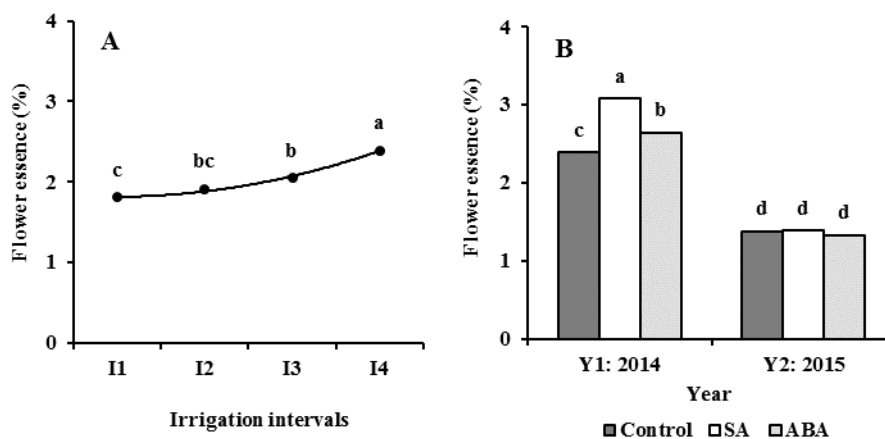 A
Flower essence (%)
4
3
2
1
0
c
bc
b
a
I1 I2 I3 I4
Irrigation intervals
B
Flower essence (%)
4
3
2
1
0
c
a
b
d d d
Y1: 2014 Y2: 2015
Year
Control SA ABA